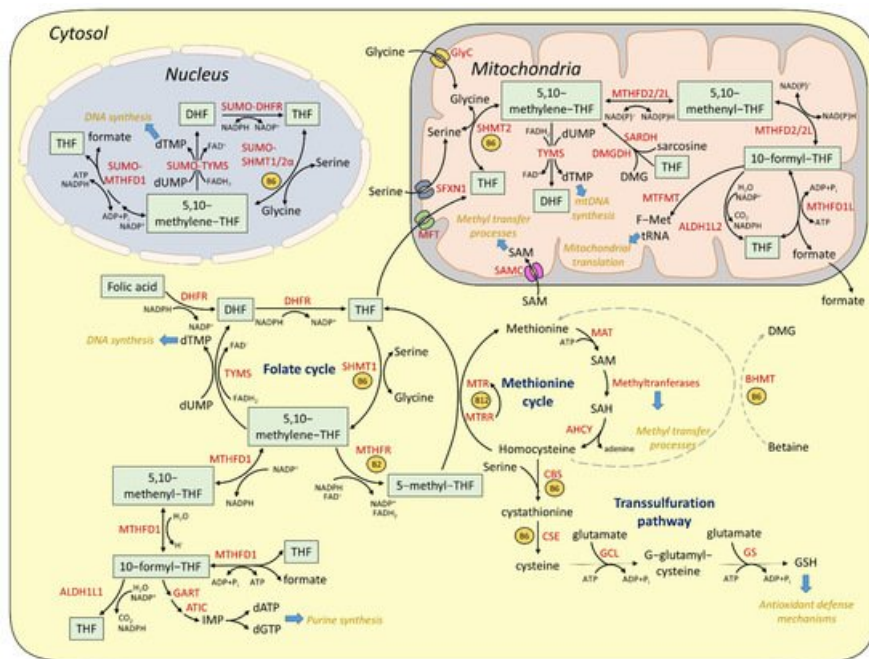 Cytosol
Nucleus
DNA synthesis
DHF
SUMO-DHFR
THF
NADPH
NADP⁺
THF
formate
dTMP
FAD⁺
SUMO-TYMS
SUMO-
SHMT1/2α
B6
SUMO-
MTHFD1
ATP
NADPH
dUMP
FADH₂
Serine
ADP+Pᵢ
NADP⁺
5,10-
methylene-THF
Glycine
Glycine
GlyC
Mitochondria
Glycine
5,10-
methylene-THF
MTHFD2/2L
5,10-
methenyl-THF
NAD(P)⁺
NAD(P)H
NAD(P)⁺
NAD(P)H
Serine
SHMT2
B6
FADH₂
dUMP
SARDH
sarcosine
MTHFD2/2L
TYMS
DMGDH
DMG
THF
10-formyl-THF
Serine
SFXN1
THF
FAD⁺
dTMP
DHF
mtDNA
synthesis
MTFMT
H₂O
NADP⁺
ADP+Pᵢ
MTHFD1L
ATP
F-Met
tRNA
ALDH1L2
CO₂
NADPH
THF
formate
MFT
Methyl transfer
processes
SAM
SAMC
SAM
Mitochondrial
translation
formate
Folic acid
DHFR
NADPH
NADP⁺
DHF
DHFR
NADPH
NADP⁺
THF
DNA synthesis
dTMP
FAD⁺
TYMS
dUMP
FADH₂
Folate cycle
SHMT1
B6
Serine
Glycine
5,10-
methylene-THF
MTHFD1
NADP⁺
NADPH
MTHFR
B2
NADPH
FAD⁺
NADP⁺
FADH₂
5-methyl-THF
5,10-
methenyl-THF
MTHFD1
H₂O
H⁺
10-formyl-THF
MTHFD1
THF
ADP+Pᵢ
ATP
formate
ALDH1L1
H₂O
NADP⁺
GART
ATIC
CO₂
NADPH
THF
IMP
dATP
dGTP
Purine synthesis
Methionine
ATP
MAT
SAM
MTR
B12
MTRR
Methionine
cycle
Methyltranferases
SAH
Methyl transfer
processes
AHCY
adenine
Homocysteine
DMG
BHMT
B6
Betaine
Serine
CBS
B6
cystathionine
B6
CSE
Transsulfuration
pathway
cysteine
glutamate
GCL
ATP
ADP+Pᵢ
G-glutamyl-
cysteine
glutamate
GS
ATP
ADP+Pᵢ
GSH
Antioxidant defense
mechanisms